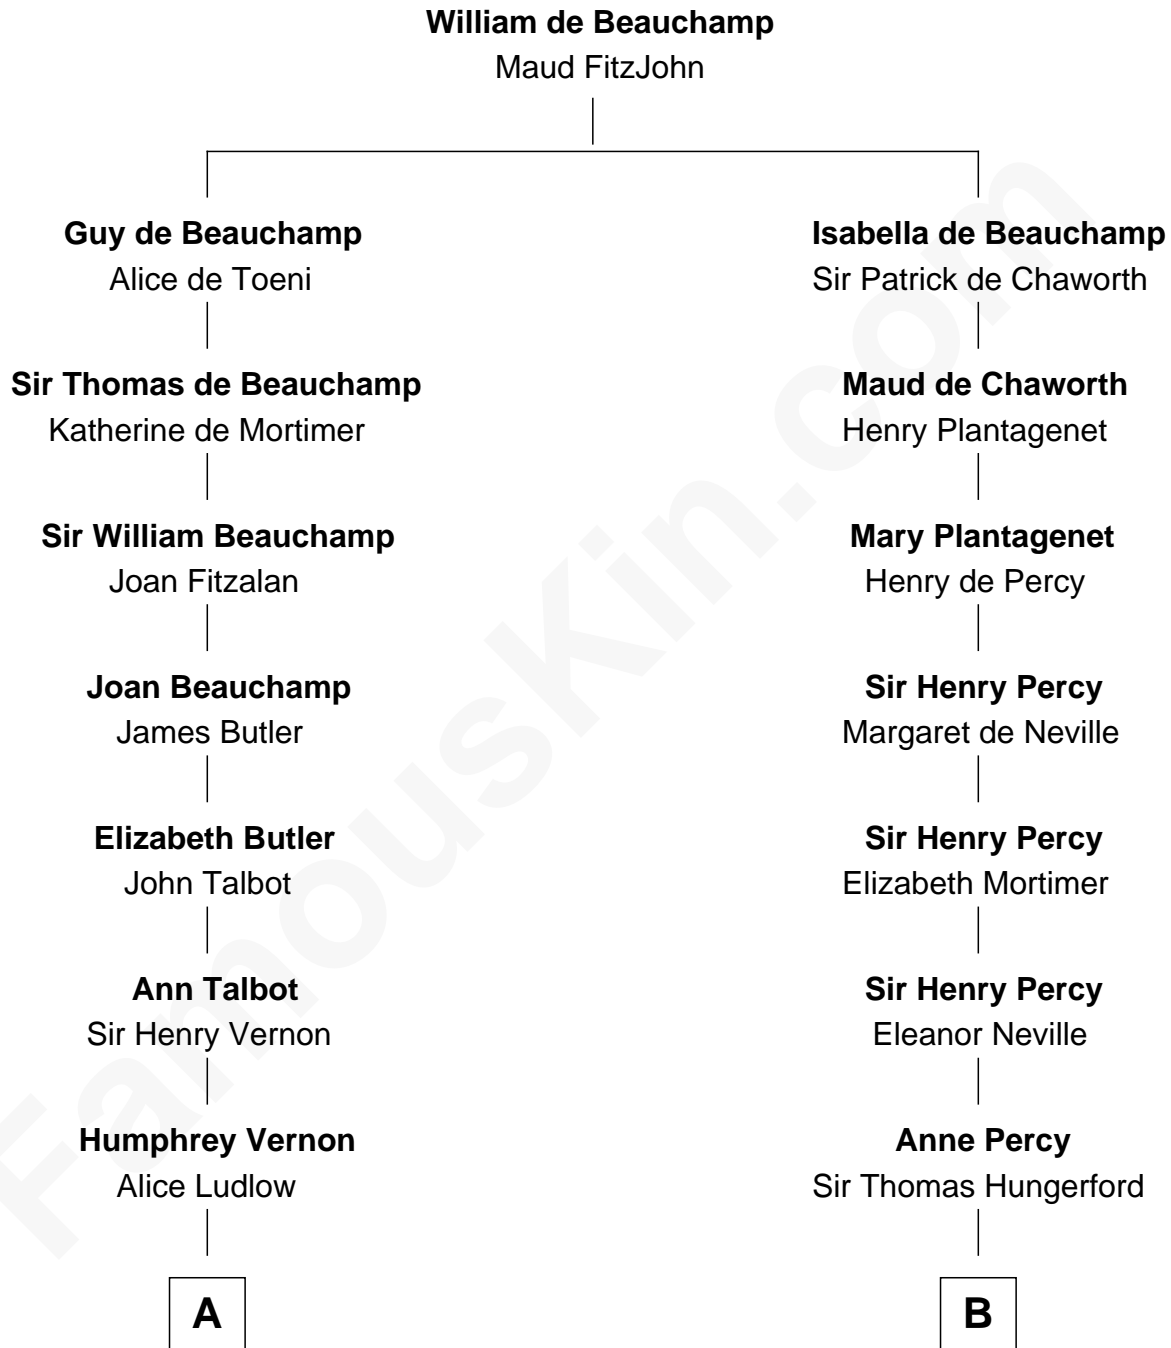 William de Beauchamp
Maud FitzJohn
Guy de Beauchamp
Alice de Toeni
Isabella de Beauchamp
Sir Patrick de Chaworth
Sir Thomas de Beauchamp
Katherine de Mortimer
Maud de Chaworth
Henry Plantagenet
Sir William Beauchamp
Joan Fitzalan
Mary Plantagenet
Henry de Percy
Joan Beauchamp
James Butler
Sir Henry Percy
Margaret de Neville
Elizabeth Butler
John Talbot
Sir Henry Percy
Elizabeth Mortimer
Ann Talbot
Sir Henry Vernon
Sir Henry Percy
Eleanor Neville
Humphrey Vernon
Alice Ludlow
Anne Percy
Sir Thomas Hungerford
A
B
FamousKin.com